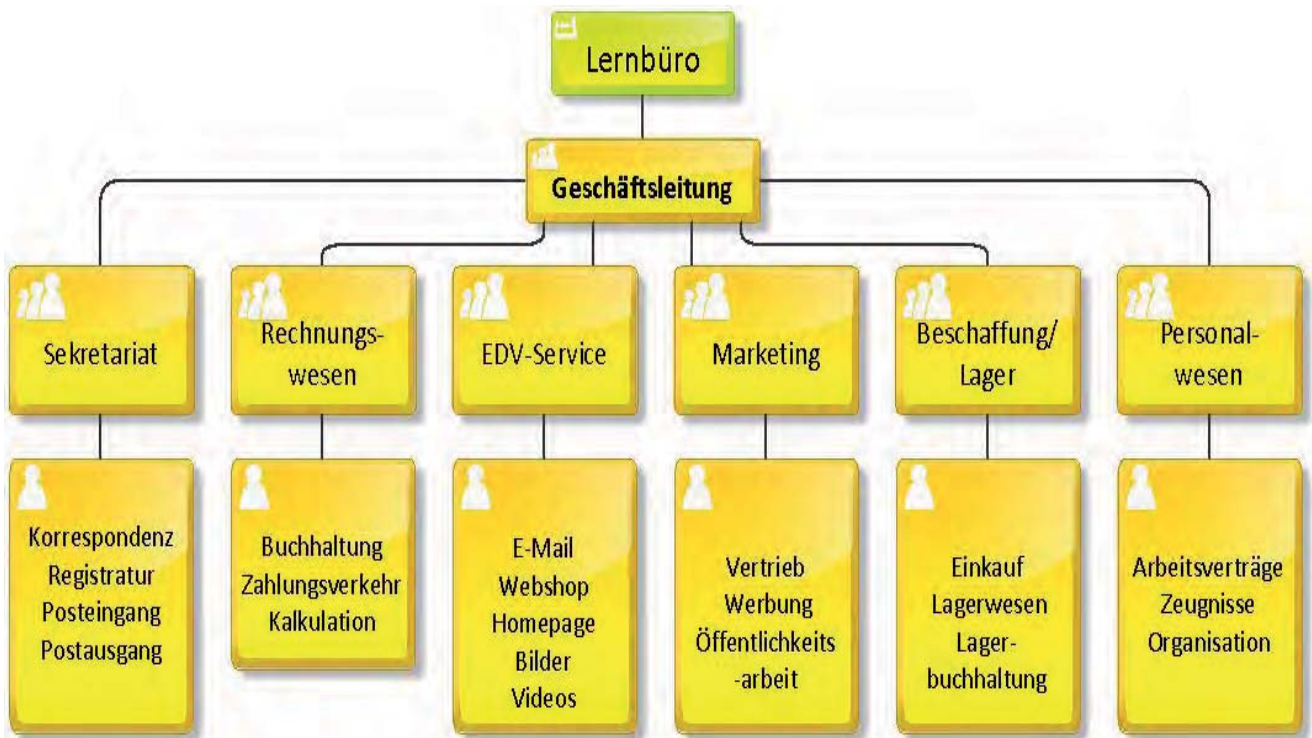 Lernbüro
Geschäftsleitung
Sekretariat
Rechnungs-
wesen
EDV-Service
Marketing
Beschaffung/
Lager
Personal-
wesen
Korrespondenz
Registratur
Posteingang
Postausgang
Buchhaltung
Zahlungsverkehr
Kalkulation
E-Mail
Webshop
Homepage
Bilder
Videos
Vertrieb
Werbung
Öffentlichkeits
-arbeit
Einkauf
Lagerwesen
Lager-
buchhaltung
Arbeitsverträge
Zeugnisse
Organisation